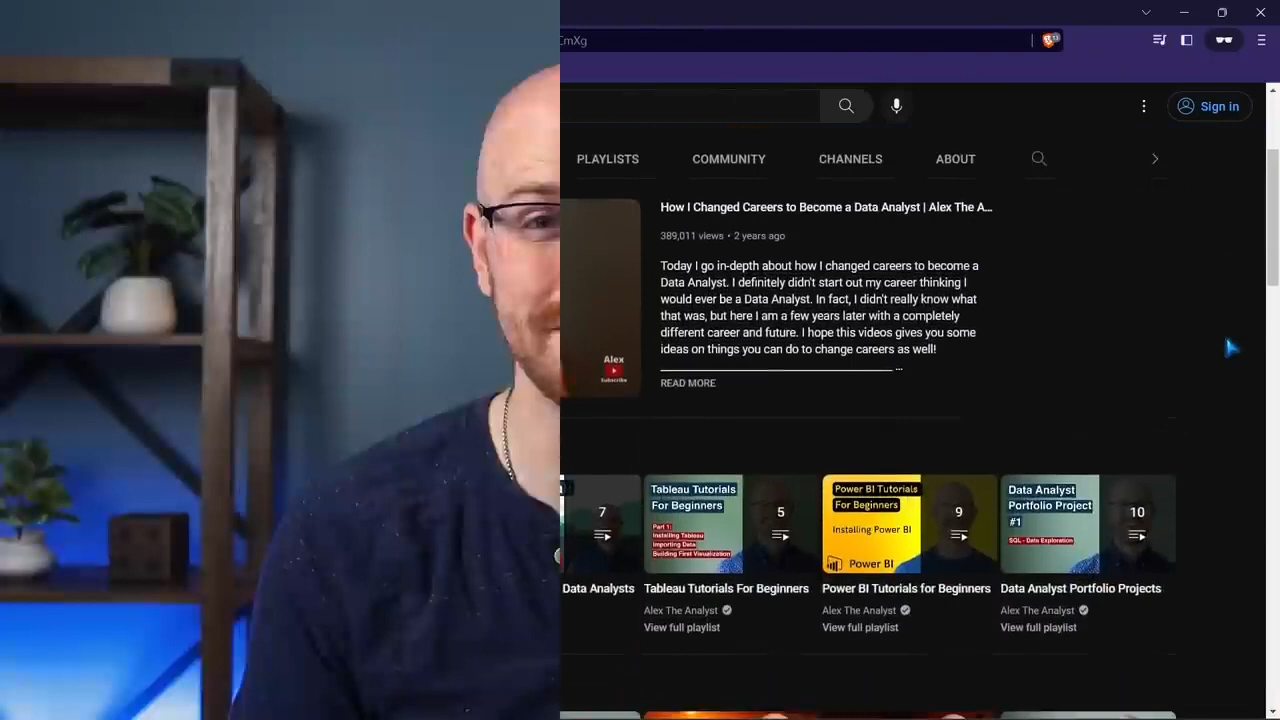 CmXg
13
Sign in
PLAYLISTS
COMMUNITY
CHANNELS
ABOUT
How I Changed Careers to Become a Data Analyst | Alex The A...
389,011 views • 2 years ago
Today I go in-depth about how I changed careers to become a
Data Analyst. I definitely didn't start out my career thinking I
would ever be a Data Analyst. In fact, I didn't really know what
that was, but here I am a few years later with a completely
different career and future. I hope this videos gives you some
ideas on things you can do to change careers as well!
...
READ MORE
Alex
Subscribe
7
Tableau Tutorials
For Beginners
Part 1:
Installing Tableau
Importing Data
Building First Visualization
5
Power BI Tutorials
For Beginners
Installing Power BI
Power BI
9
Data Analyst
Portfolio Project
#1
SQL - Data Exploration
10
Data Analysts
Tableau Tutorials For Beginners
Power BI Tutorials for Beginners
Data Analyst Portfolio Projects
Alex The Analyst
Alex The Analyst
Alex The Analyst
View full playlist
View full playlist
View full playlist